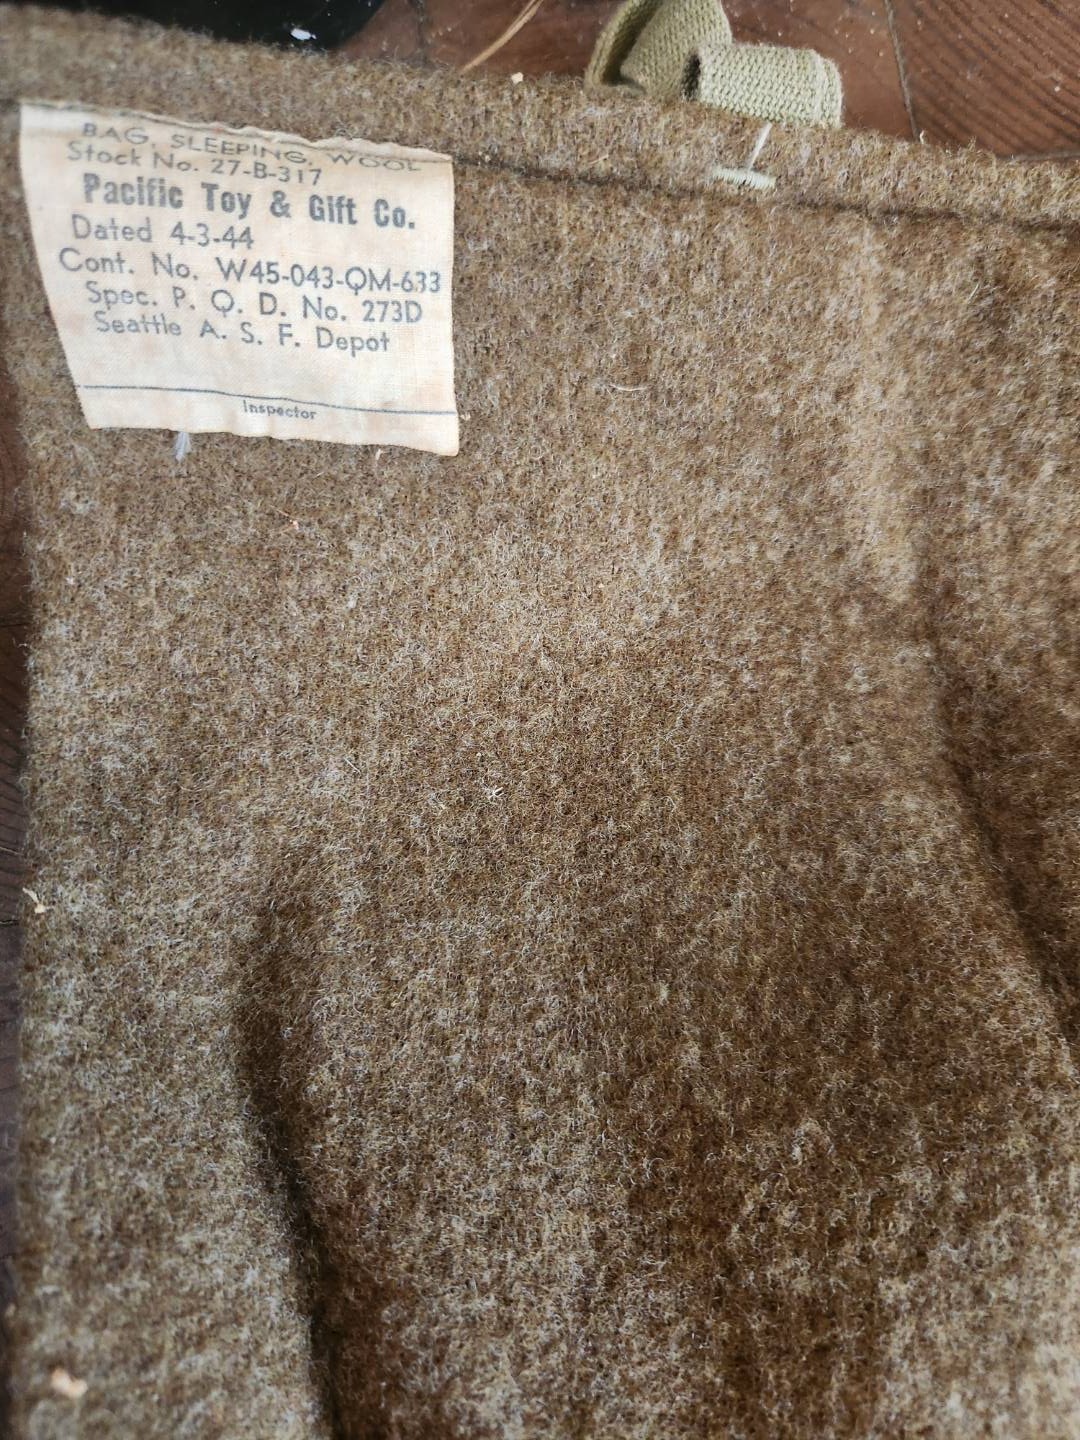 BAG, SLEEPING, WOOL
Stock No. 27-B-317
Pacific Toy & Gift Co.
Dated 4-3-44
Cont. No. W45-043-QM-633
Spec. P. Q. D. No. 273D
Seattle A. S. F. Depot
Inspector